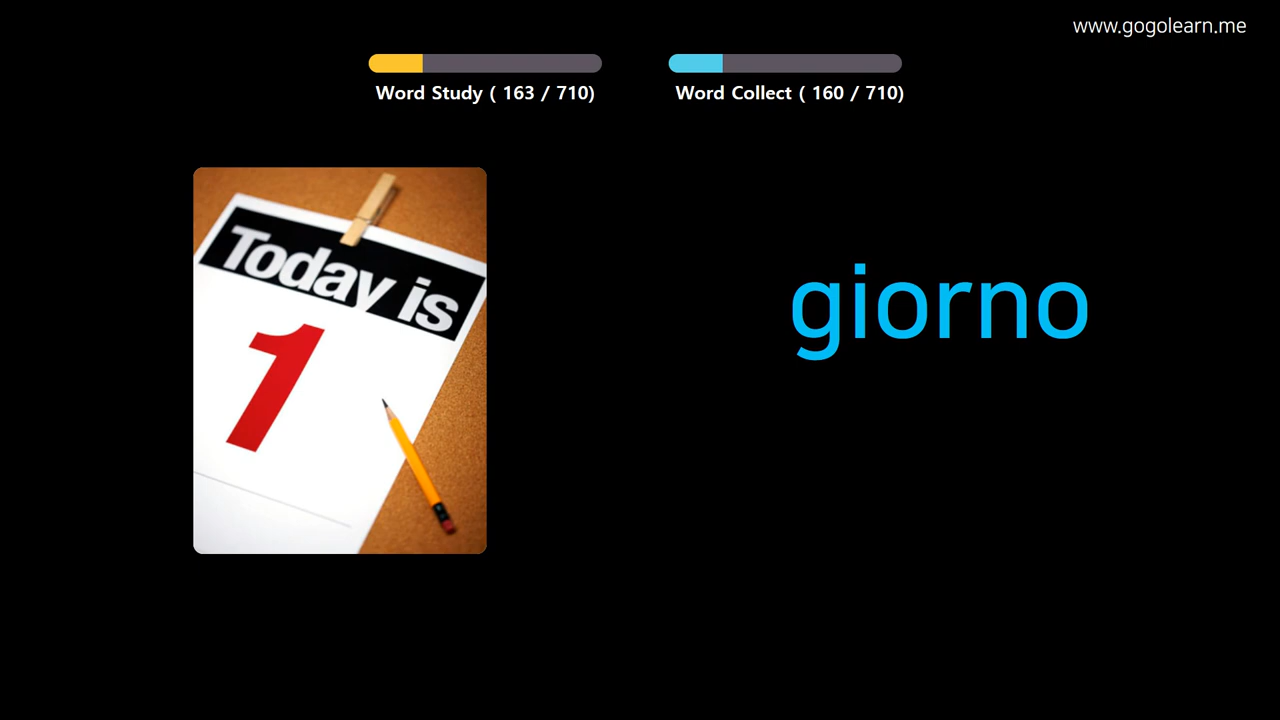 www.gogolearn.me
Word Study ( 163 / 710)
Word Collect ( 160 / 710)
Today is
1
giorno